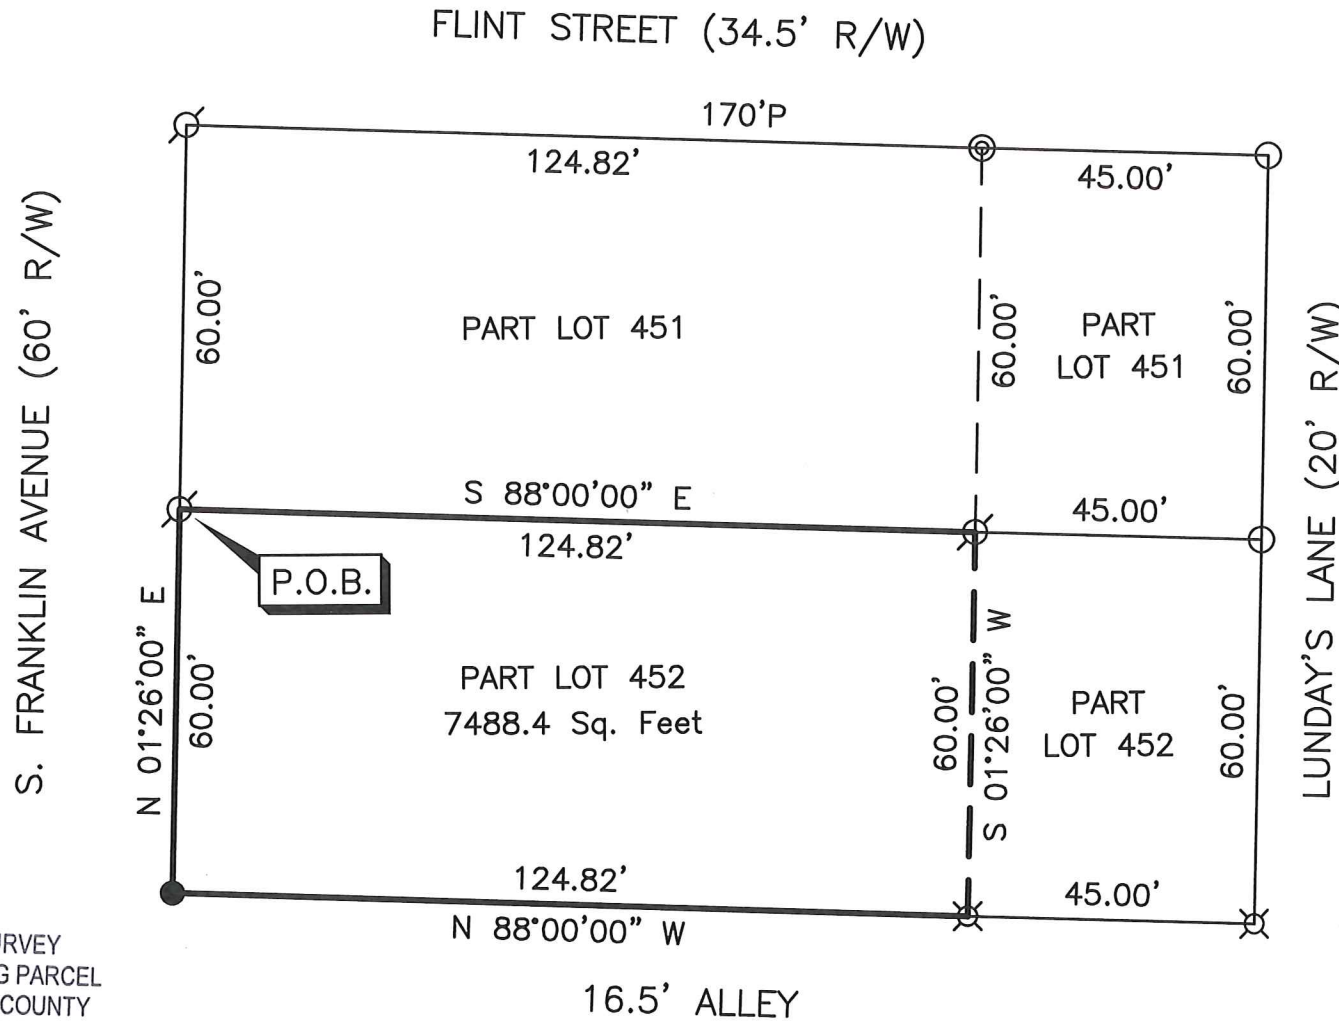 FLINT STREET (34.5' R/W)
170'P
124.82'
45.00'
S. FRANKLIN AVENUE (60' R/W)
60.00'
PART LOT 451
60.00'
PART
LOT 451
60.00'
LUNDAY'S LANE (20' R/W)
S 88°00'00" E
124.82'
45.00'
P.O.B.
N 01°26'00" E
60.00'
PART LOT 452
7488.4 Sq. Feet
60.00'
S 01°26'00" W
PART
LOT 452
60.00'
124.82'
N 88°00'00" W
45.00'
PARCEL
COUNTY
16.5' ALLEY